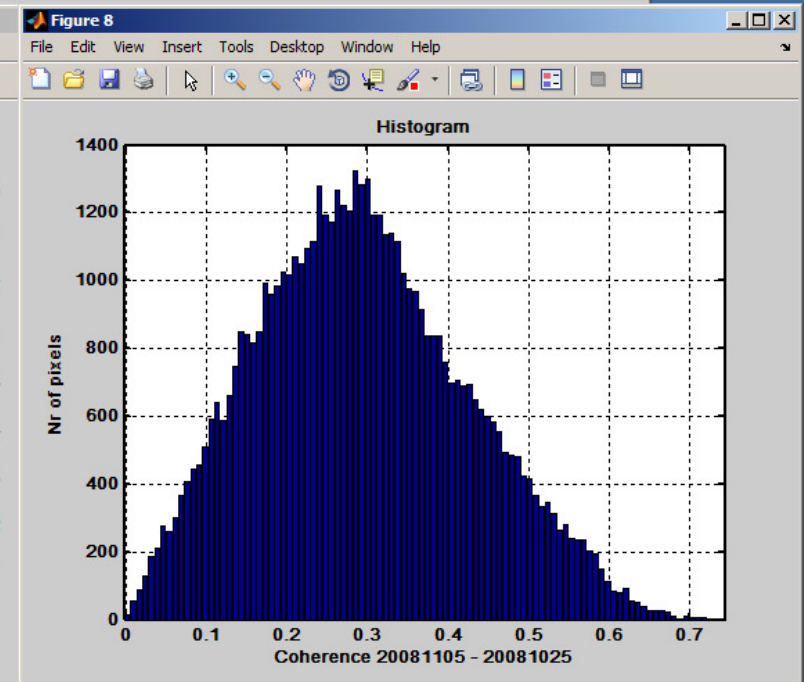 Figure 8
File Edit View Insert Tools Desktop Window Help
Histogram
1400
1200
1000
800
600
400
200
0
Nr of pixels
0 0.1 0.2 0.3 0.4 0.5 0.6 0.7
Coherence 20081105 - 20081025